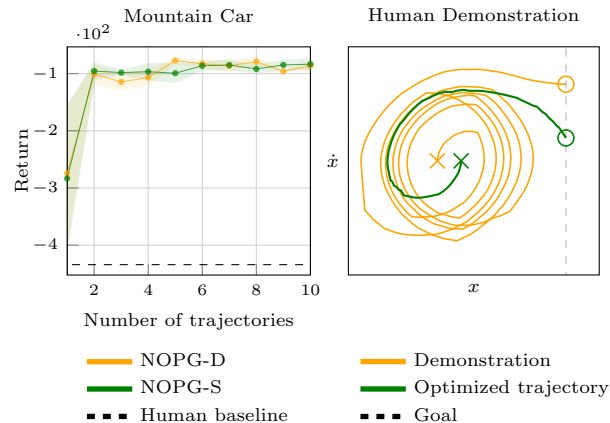 Mountain Car
Human Demonstration
·10²
−1
−2
−3
−4
Return
2
4
6
8
10
Number of trajectories
ẋ
x
NOPG-D
NOPG-S
Human baseline
Demonstration
Optimized trajectory
Goal